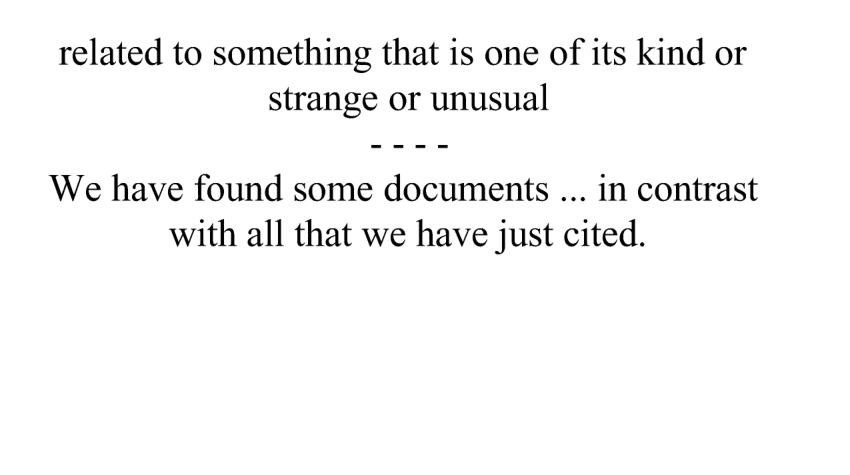 related to something that is one of its kind or
strange or unusual
- - - -
We have found some documents ... in contrast
with all that we have just cited.